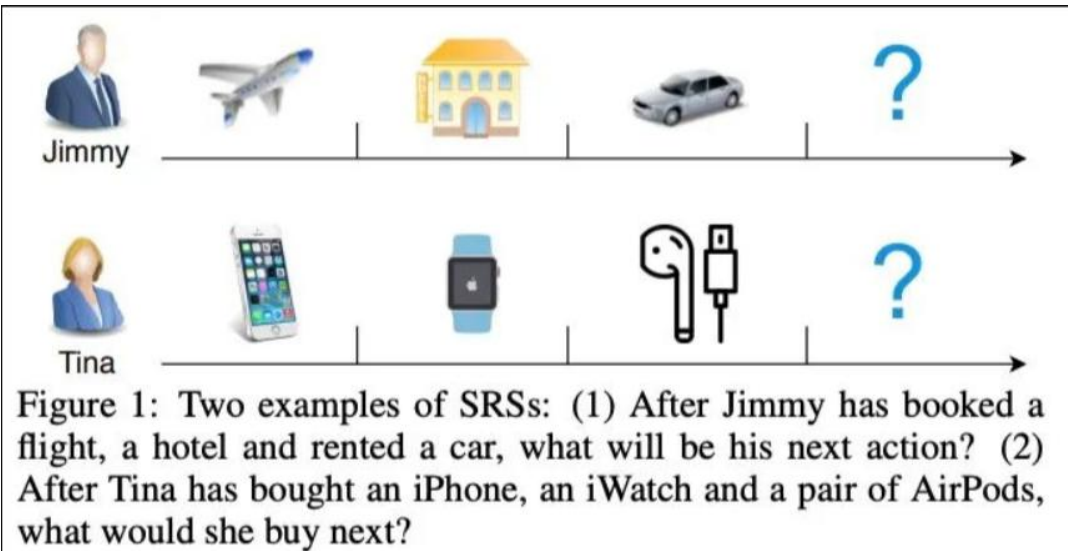 Jimmy
?
Tina
?
Figure 1: Two examples of SRSs: (1) After Jimmy has booked a
flight, a hotel and rented a car, what will be his next action? (2)
After Tina has bought an iPhone, an iWatch and a pair of AirPods,
what would she buy next?